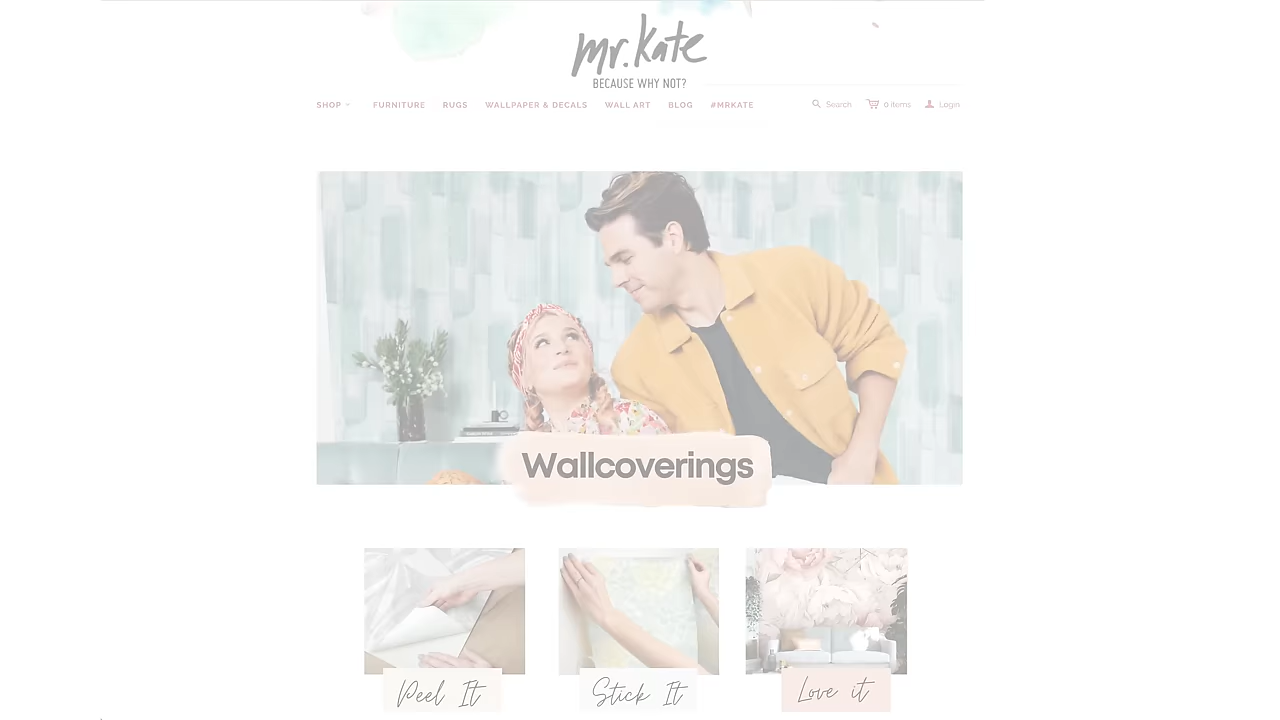 mr.kate
BECAUSE WHY NOT?
SHOP FURNITURE RUGS WALLPAPER & DECALS WALL ART BLOG #MRKATE Search 0 items Login
Wallcoverings
Peel It Stick It Love it